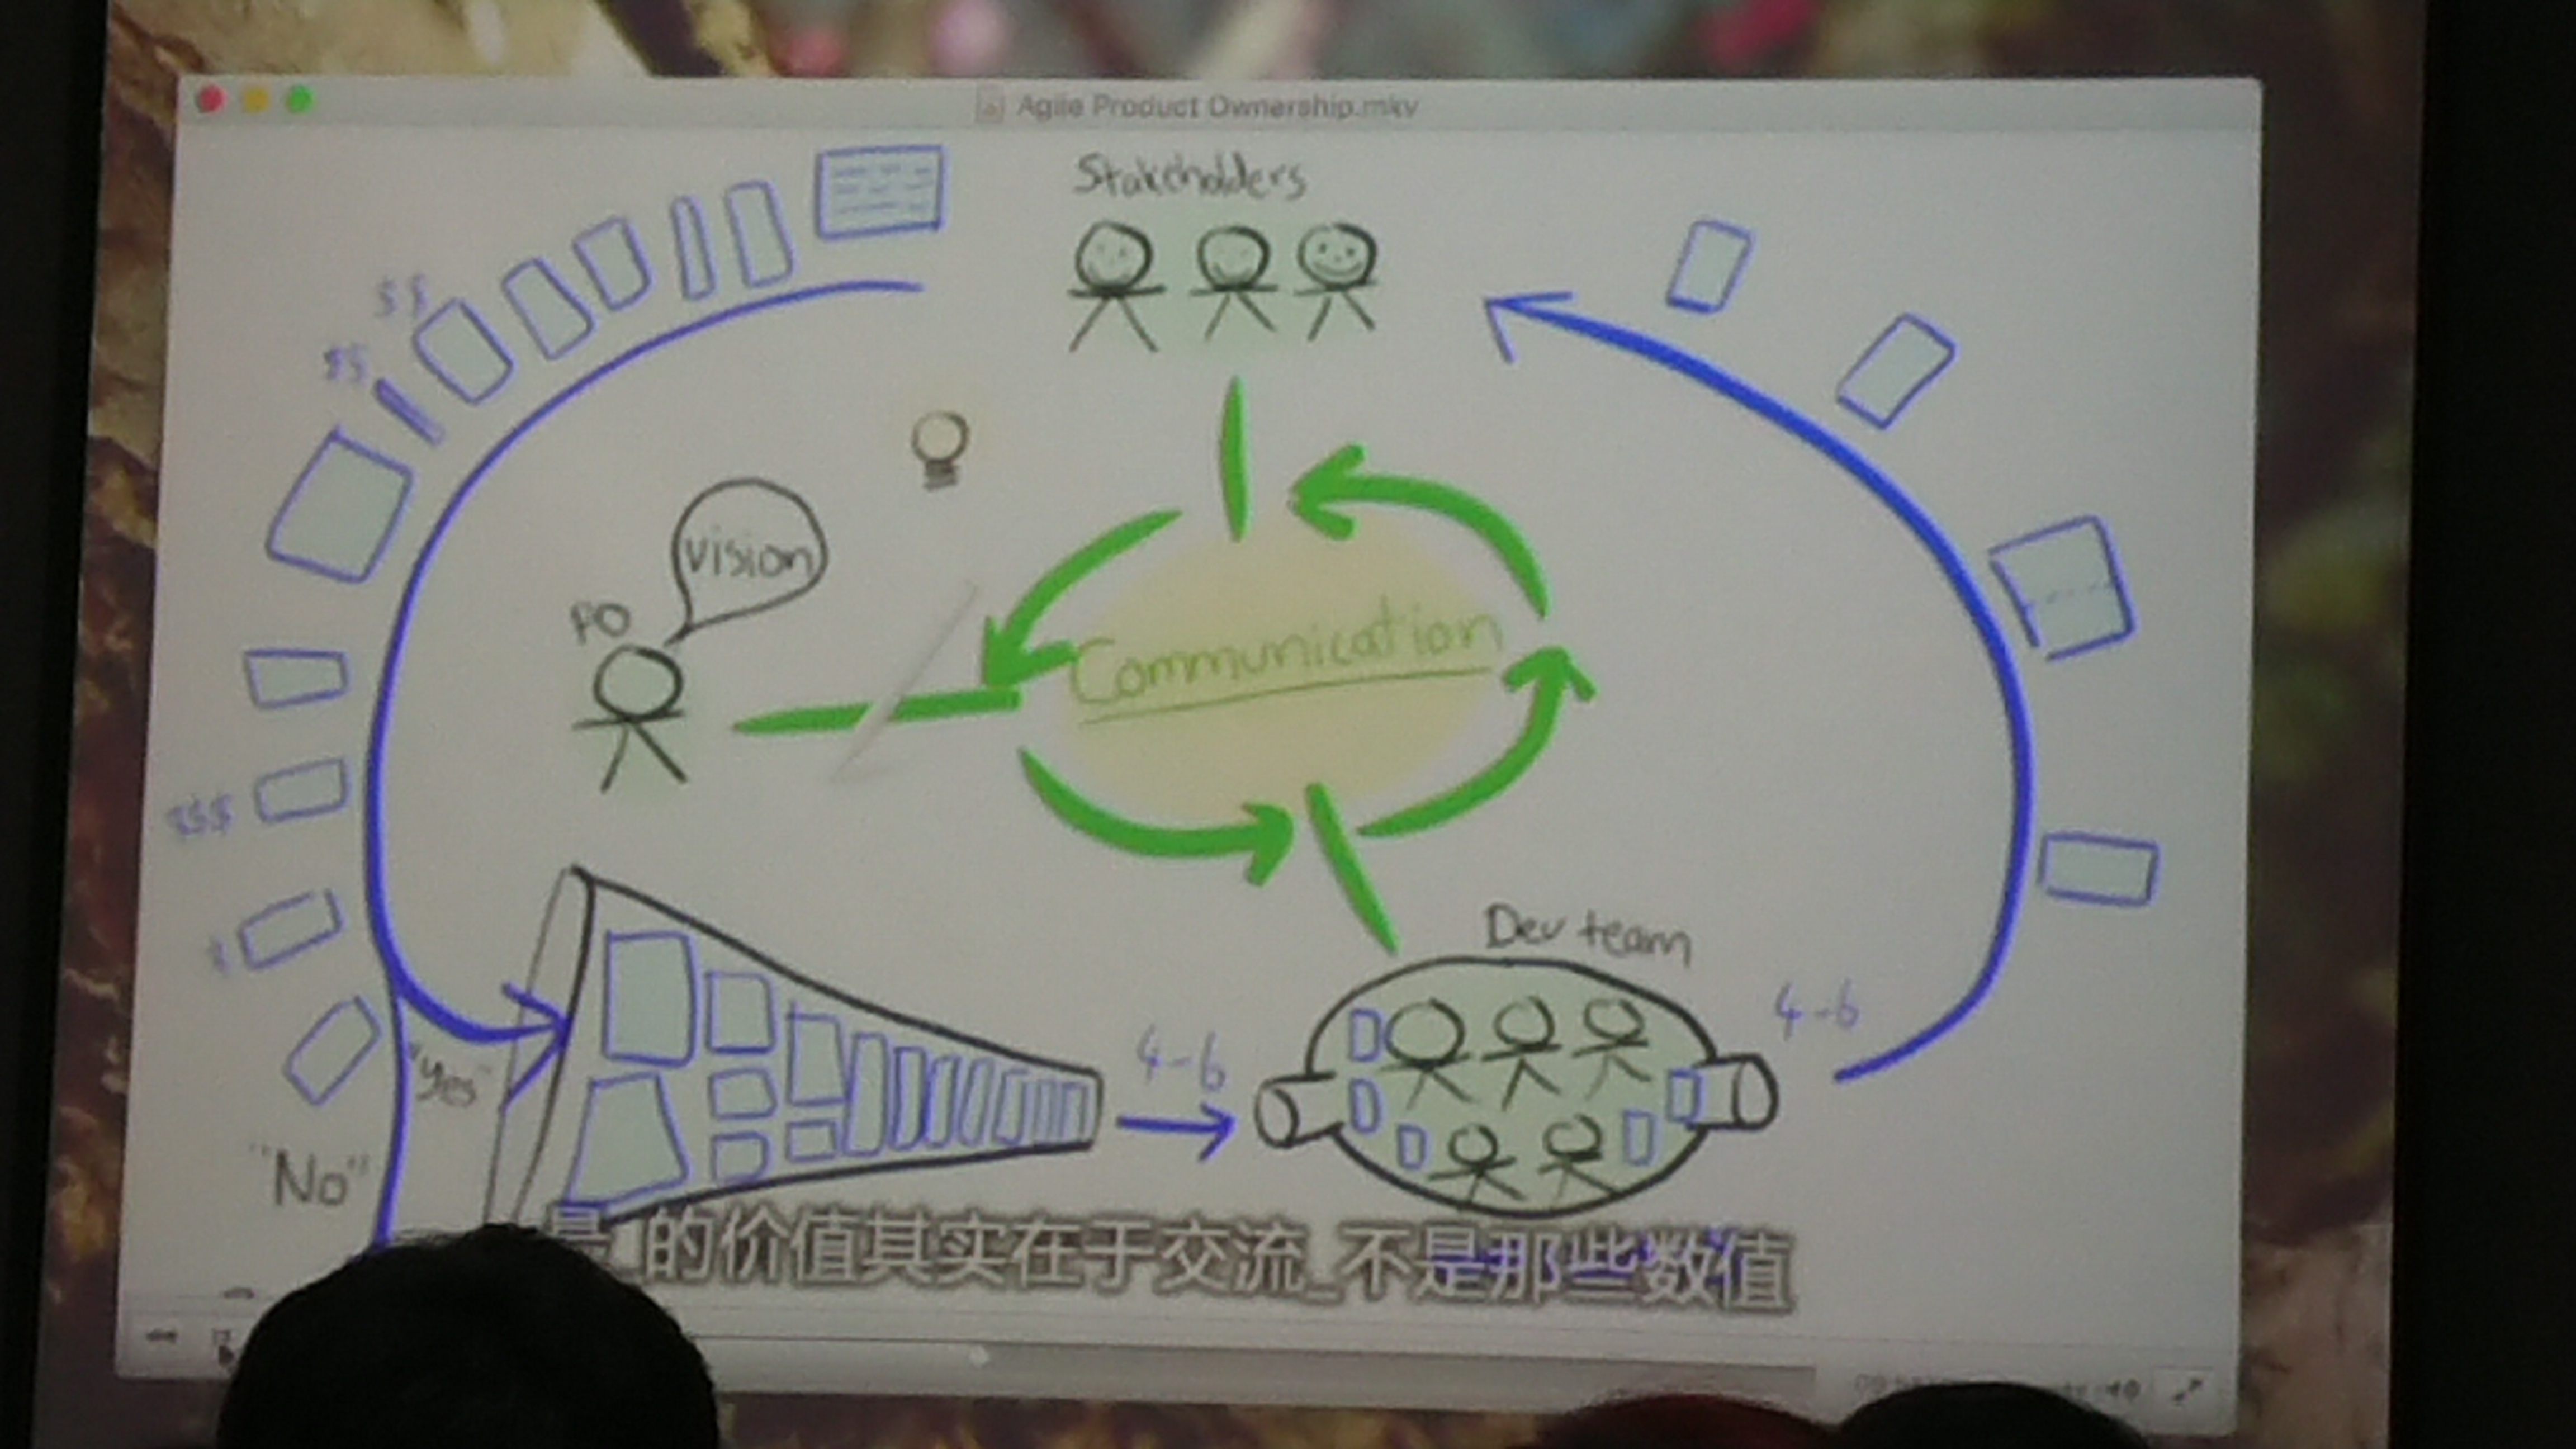 Agile Product Ownership.mkv
Stakeholders
$$
$$
vision
PO
Communication
$$$
$
Dev team
4-6
4-6
"Yes"
"No"
是 的价值其实在于交流_不是那些数值